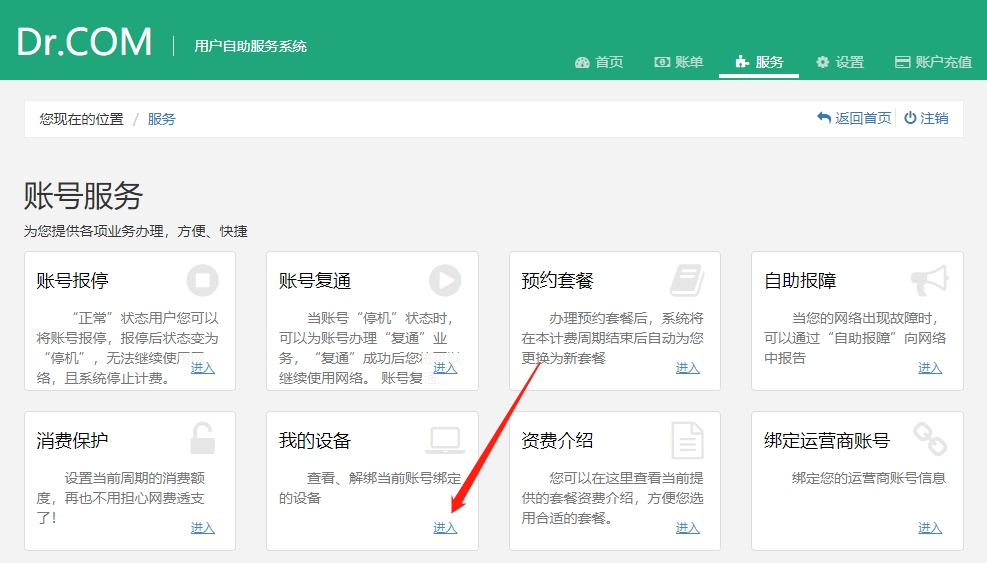 Dr.COM 用户自助服务系统
首页 账单 服务 设置 账户充值
您现在的位置 / 服务 返回首页 注销
账号服务
为您提供各项业务办理，方便、快捷
账号报停
“正常”状态用户您可以
将账号报停，报停后状态变为
“停机”，无法继续使用
络，且系统停止计费。
进入
账号复通
当账号“停机”状态时，
可以为账号办理“复通”业
务，“复通”成功后您
继续使用网络。 账号复
进入
预约套餐
办理预约套餐后，系统将
在本计费周期结束后自动为您
更换为新套餐
进入
自助报障
当您的网络出现故障时，
可以通过“自助报障”向网络
中报告
进入
消费保护
设置当前周期的消费额
度，再也不用担心网费透支
了！
进入
我的设备
查看、解绑当前账号绑定
的设备
进入
资费介绍
您可以在这里查看当前提
供的套餐资费介绍，方便您选
用合适的套餐。
进入
绑定运营商账号
绑定您的运营商账号信息
进入